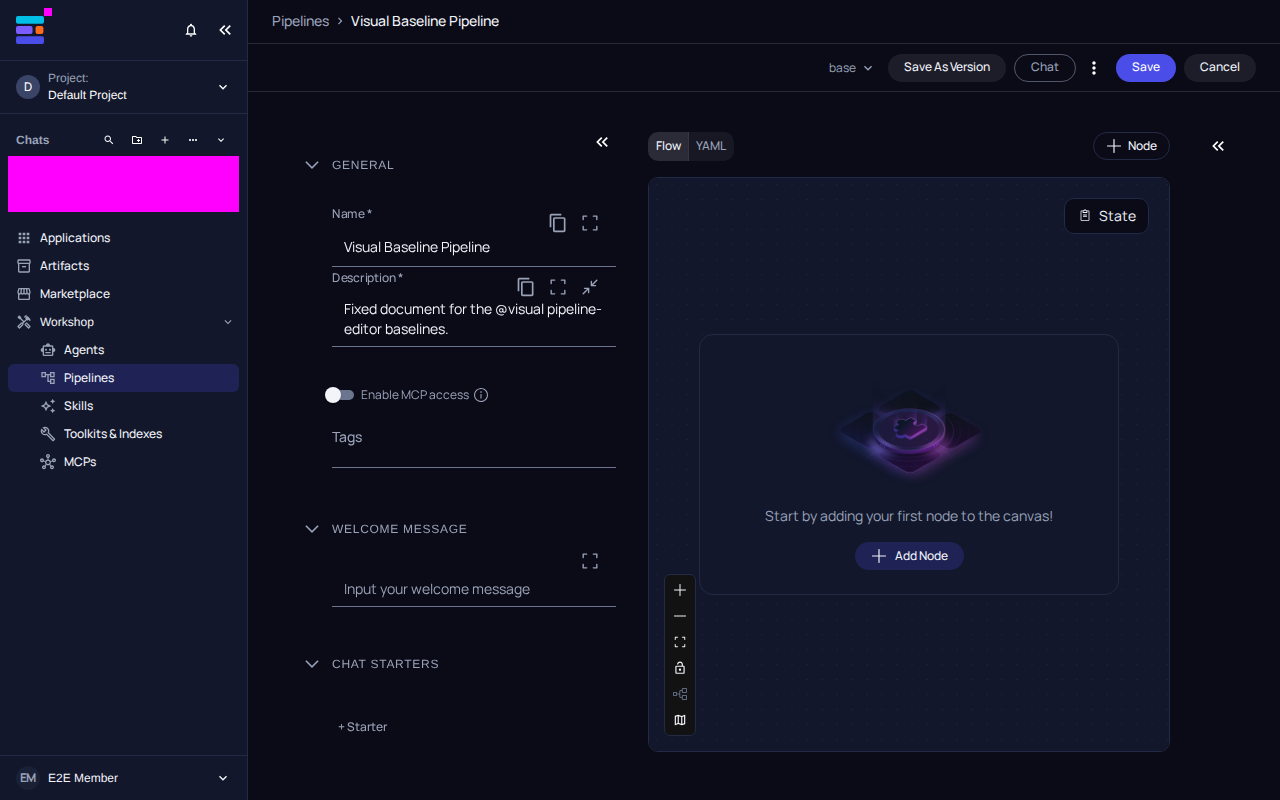 Pipelines › Visual Baseline Pipeline
base
Save As Version
Chat
Save
Cancel
D
Project:
Default Project
Chats
Applications
Artifacts
Marketplace
Workshop
Agents
Pipelines
Skills
Toolkits & Indexes
MCPs
EM
E2E Member
GENERAL
Name *
Visual Baseline Pipeline
Description *
Fixed document for the @visual pipeline-
editor baselines.
Enable MCP access
Tags
WELCOME MESSAGE
Input your welcome message
CHAT STARTERS
+ Starter
Flow
YAML
Node
State
Start by adding your first node to the canvas!
Add Node